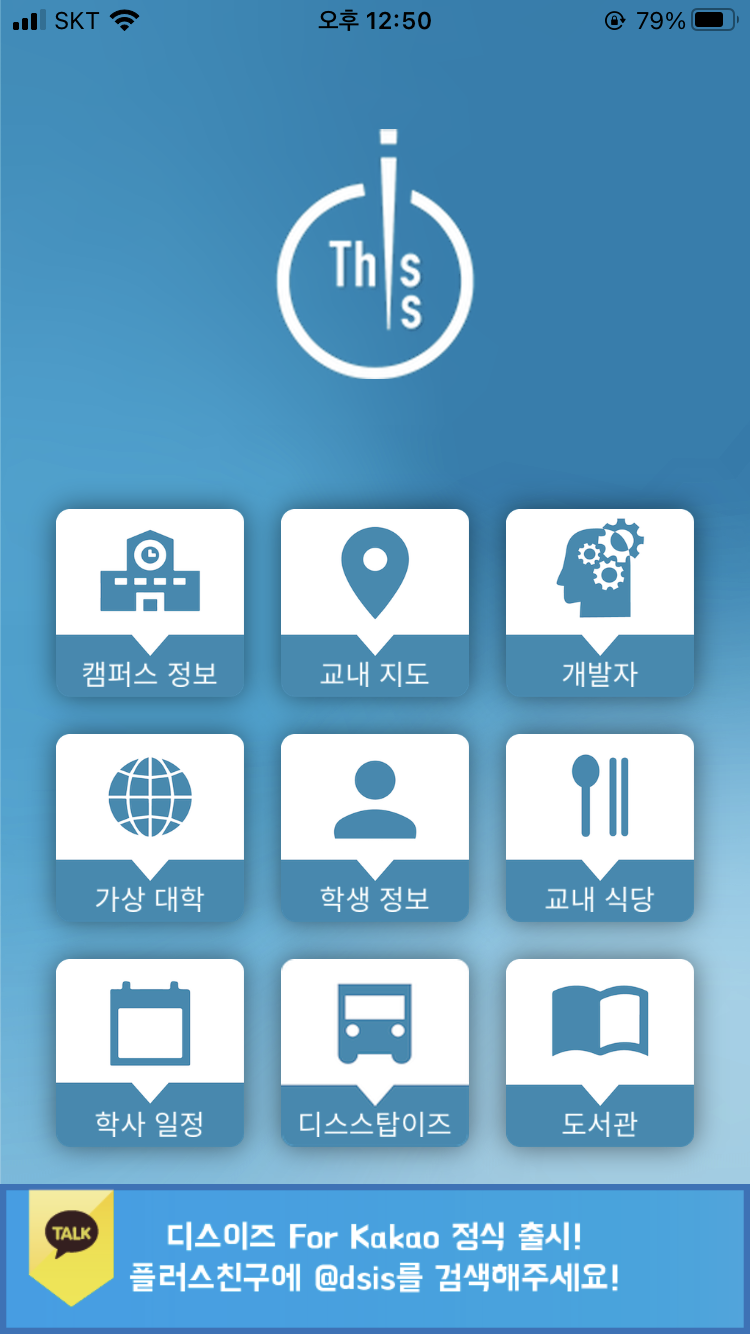 SKT 오후 12:50 79%
This
s
캠퍼스 정보 교내 지도 개발자
가상 대학 학생 정보 교내 식당
학사 일정 디스스탑이즈 도서관
TALK
디스이즈 For Kakao 정식 출시!
플러스친구에 @dsis를 검색해주세요!